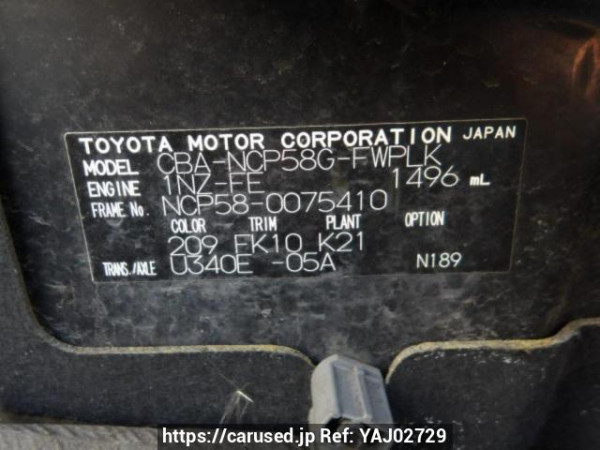 TOYOTA MOTOR CORPORATION JAPAN
MODEL CBA-NCP58G-FWPLK
ENGINE 1NZ-FE 1496 mL
FRAME No. NCP58-0075410
COLOR TRIM PLANT OPTION
209 FK10 K21
TRANS./AXLE U340E -05A N189
https://carused.jp Ref: YAJ02729